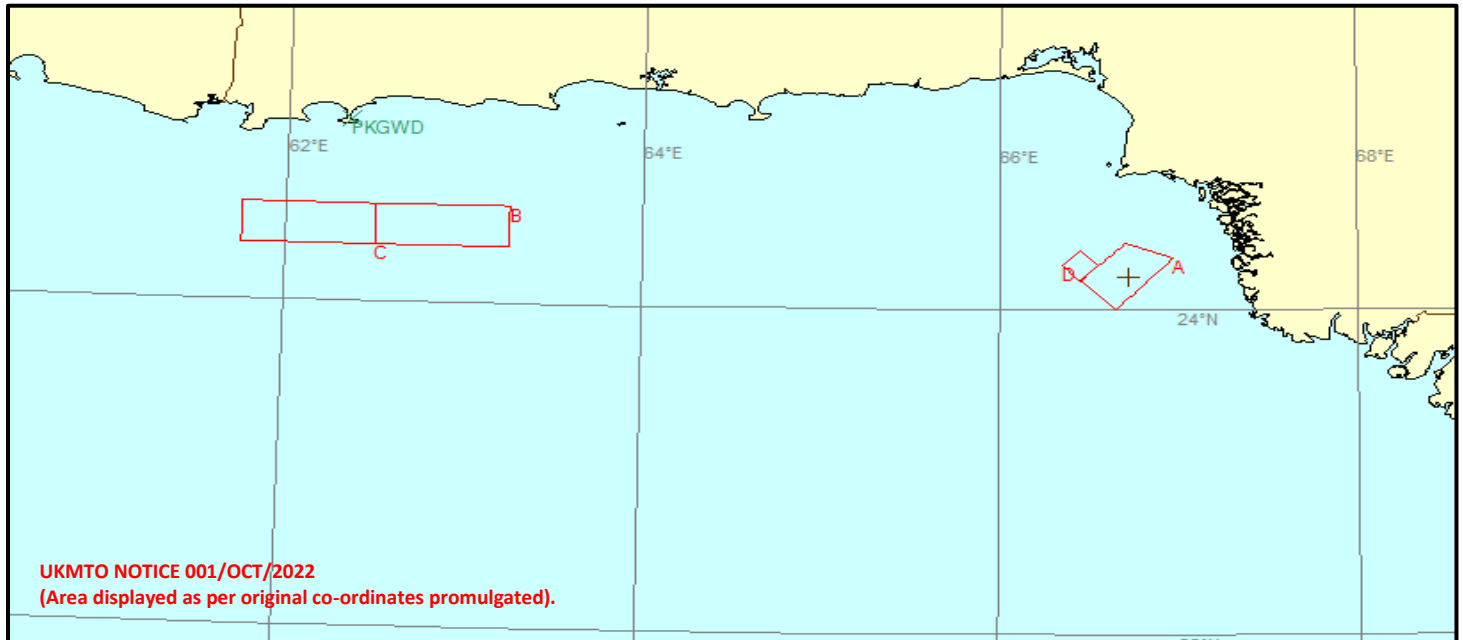 PKGWD
62°E
64°E
66°E
68°E
B
C
D
A
24°N
UKMTO NOTICE 001/OCT/2022
(Area displayed as per original co-ordinates promulgated).